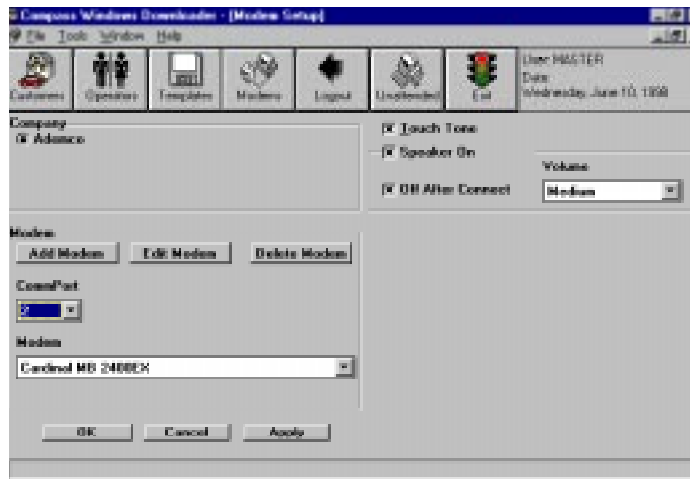 Compass Windows Downloader - [Modem Setup]
File Tools Window Help
Customers Operators Templates Modems Logout Unattended Exit
User: MASTER
Date:
Wednesday, June 10, 1998
Company
Ademco
Touch Tone
Speaker On
Off After Connect
Volume
Medium
Modem
Add Modem Edit Modem Delete Modem
CommPort
2
Modem
Cardinal MB 2400EX
OK Cancel Apply